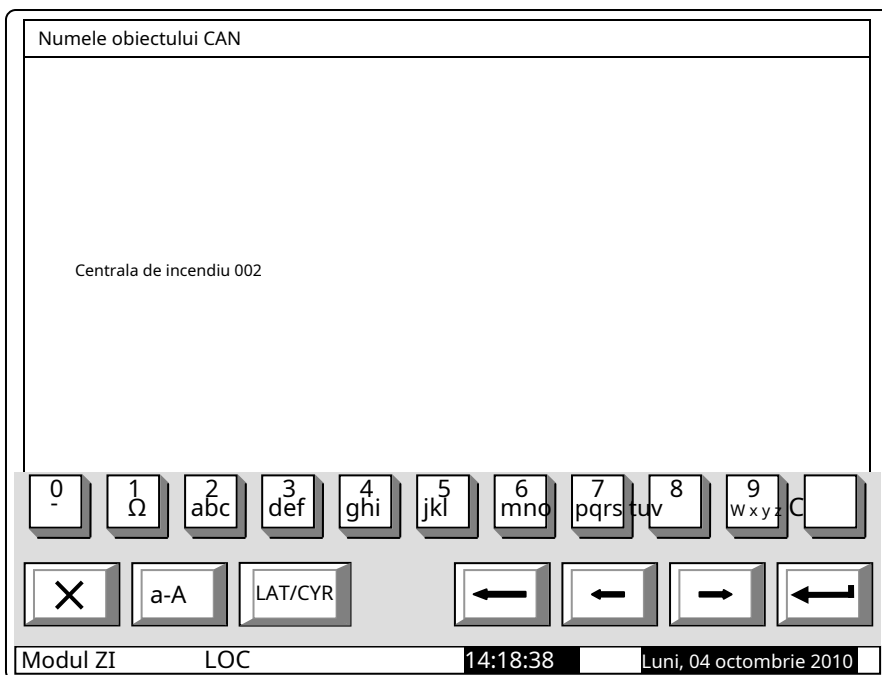 Numele obiectului CAN
Centrala de incendiu 002
0 1 2 3 4 5 6 7 8 9
- Ω abc def ghi jkl mno pqrs tuv w x y z C
a-A LAT/CYR
Modul ZI LOC 14:18:38 Luni, 04 octombrie 2010